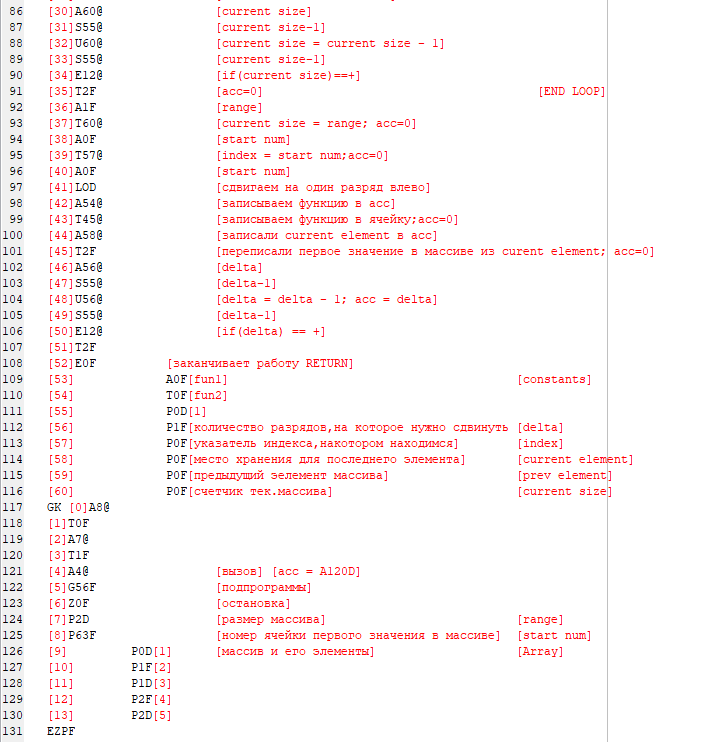 86 [30]A60@ [current size]
87 [31]S55@ [current size-1]
88 [32]U60@ [current size = current size - 1]
89 [33]S55@ [current size-1]
90 [34]E12@ [if(current size)==+]
91 [35]T2F [acc=0] [END LOOP]
92 [36]A1F [range]
93 [37]T60@ [current size = range; acc=0]
94 [38]A0F [start num]
95 [39]T57@ [index = start num;acc=0]
96 [40]A0F [start num]
97 [41]L0D [сдвигаем на один разряд влево]
98 [42]A54@ [записываем функцию в acc]
99 [43]T45@ [записываем функцию в ячейку;acc=0]
100 [44]A58@ [записали current element в acc]
101 [45]T2F [переписали первое значение в массиве из curent element; acc=0]
102 [46]A56@ [delta]
103 [47]S55@ [delta-1]
104 [48]U56@ [delta = delta - 1; acc = delta]
105 [49]S55@ [delta-1]
106 [50]E12@ [if(delta) == +]
107 [51]T2F
108 [52]E0F [заканчивает работу RETURN]
109 [53] A0F[fun1] [constants]
110 [54] T0F[fun2]
111 [55] P0D[1]
112 [56] P1F[количество разрядов,на которое нужно сдвинуть [delta]
113 [57] P0F[указатель индекса,накотором находимся] [index]
114 [58] P0F[место хранения для последнего элемента] [current element]
115 [59] P0F[предыдущий эелемент массива] [prev element]
116 [60] P0F[счетчик тек.массива] [current size]
117 GK [0]A8@
118 [1]T0F
119 [2]A7@
120 [3]T1F
121 [4]A4@ [вызов] [acc = A120D]
122 [5]G56F [подпрограммы]
123 [6]Z0F [остановка]
124 [7]P2D [размер массива] [range]
125 [8]P63F [номер ячейки первого значения в массиве] [start num]
126 [9] P0D[1] [массив и его элементы] [Array]
127 [10] P1F[2]
128 [11] P1D[3]
129 [12] P2F[4]
130 [13] P2D[5]
131 EZPF